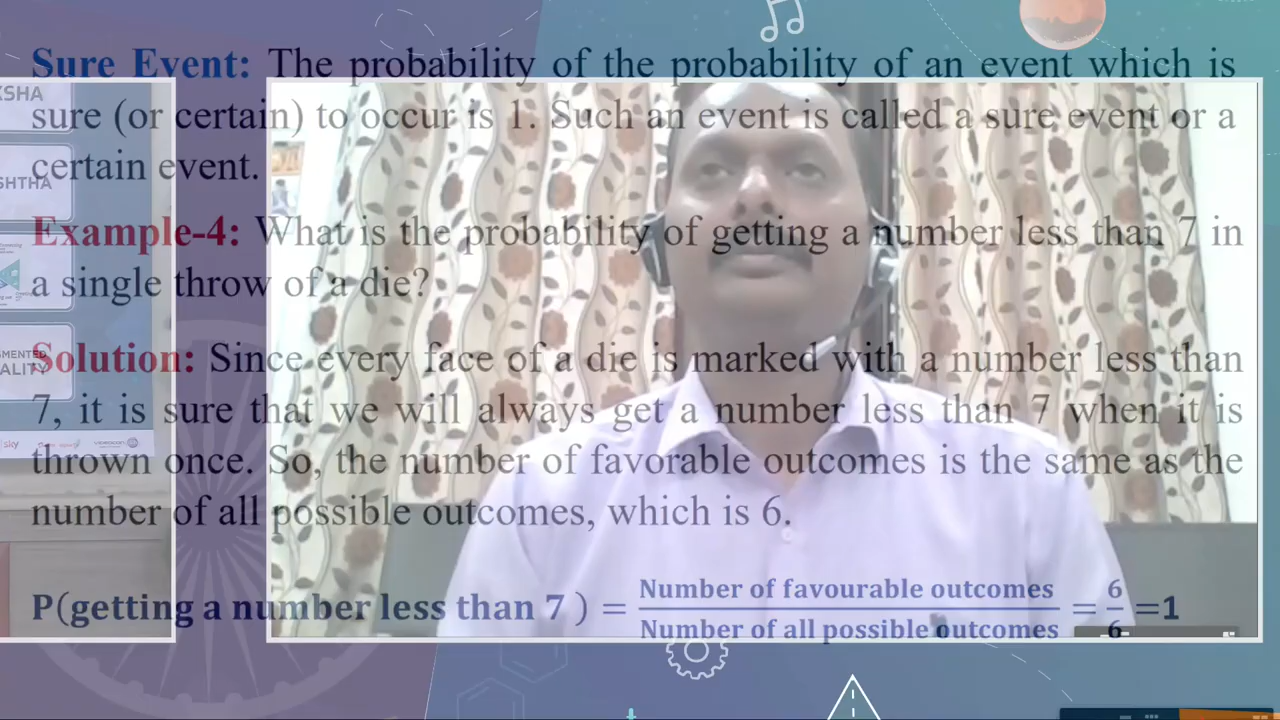 Sure Event: The probability of the probability of an event which is
sure (or certain) to occur is 1. Such an event is called a sure event or a
certain event.
Example-4: What is the probability of getting a number less than 7 in
a single throw of a die?
Solution: Since every face of a die is marked with a number less than
7, it is sure that we will always get a number less than 7 when it is
thrown once. So, the number of favorable outcomes is the same as the
number of all possible outcomes, which is 6.
P(getting a number less than 7 ) = Number of favourable outcomes / Number of all possible outcomes = 6/6 =1
KSHA
SHTHA
MENTED
ALITY
sky